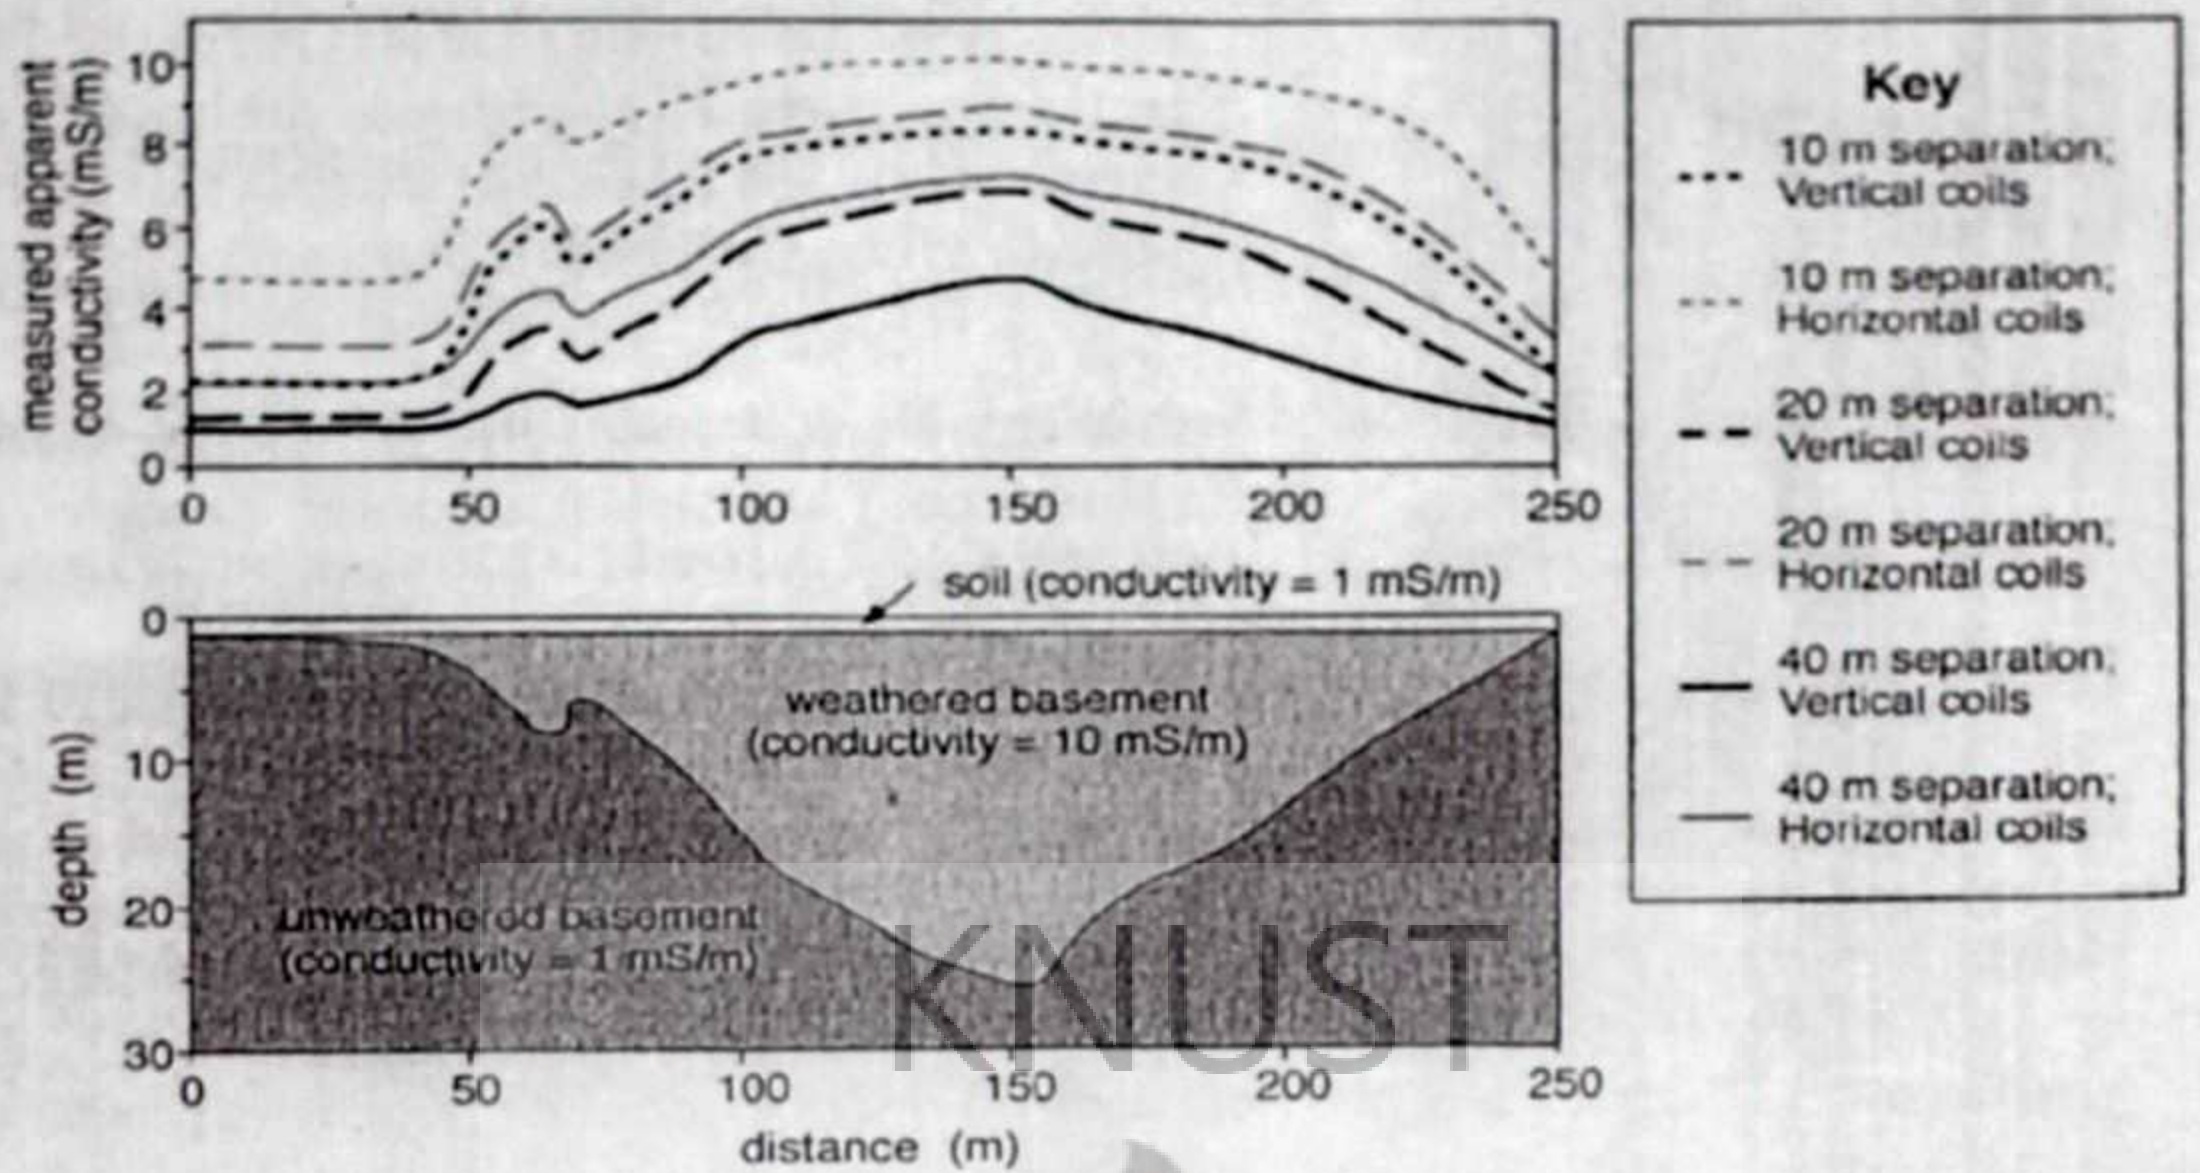 measured apparent
conductivity (mS/m)
10
8
6
4
2
0
0 50 100 150 200 250
Key
10 m separation;
Vertical coils
10 m separation;
Horizontal coils
20 m separation;
Vertical coils
20 m separation;
Horizontal coils
40 m separation,
Vertical coils
40 m separation;
Horizontal coils
soil (conductivity = 1 mS/m)
depth (m)
0
10
20
30
weathered basement
(conductivity = 10 mS/m)
unweathered basement
(conductivity = 1 mS/m)
KNUST
0 50 100 150 200 250
distance (m)